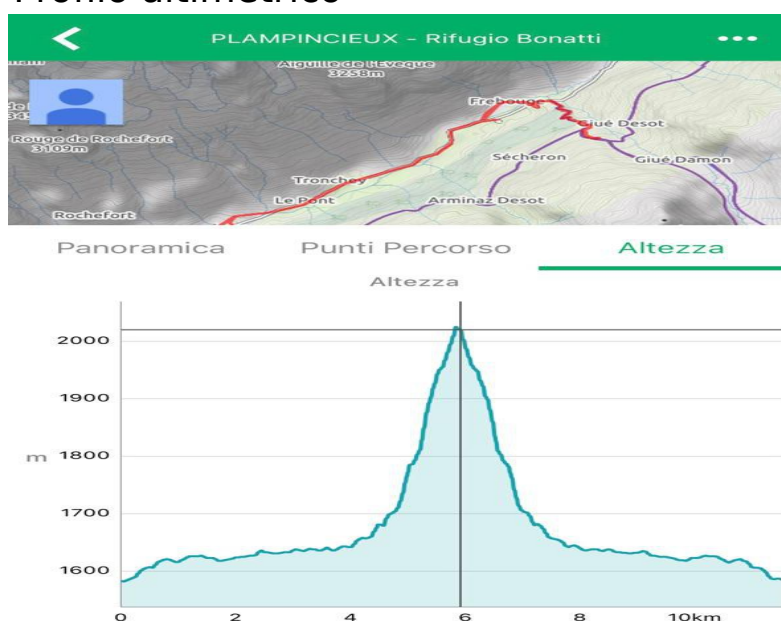 Profilo altimetrico
PLAMPINCIEUX - Rifugio Bonatti
Aiguille de l'Eveque
3258m
Rouge de Rochefort
3109m
Frebouge
Giué Desot
Sécheron
Giué Damon
Tronchey
Le Pont
Arminaz Desot
Rochefort
Panoramica Punti Percorso Altezza
Altezza
2000
1900
m 1800
1700
1600
0 2 4 6 8 10km